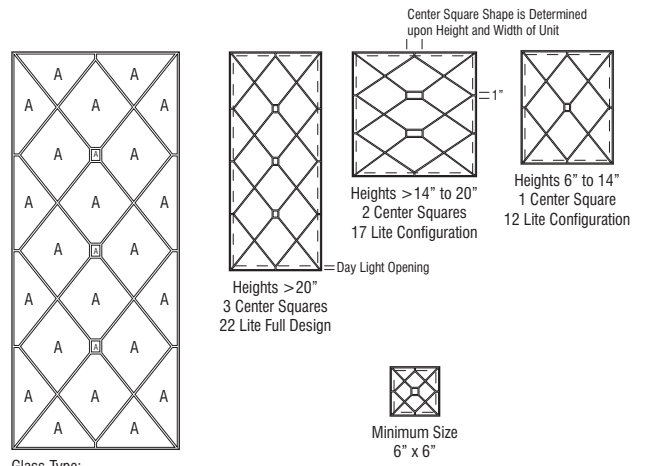 Center Square Shape is Determined
upon Height and Width of Unit
A A
A A A
A A A
A A A
A A A
A A A
A A A
A A A
A A
1"
Heights >14" to 20"
2 Center Squares
17 Lite Configuration
Heights 6" to 14"
1 Center Square
12 Lite Configuration
Day Light Opening
Heights >20"
3 Center Squares
22 Lite Full Design
Minimum Size
6" x 6"
Glass Type: